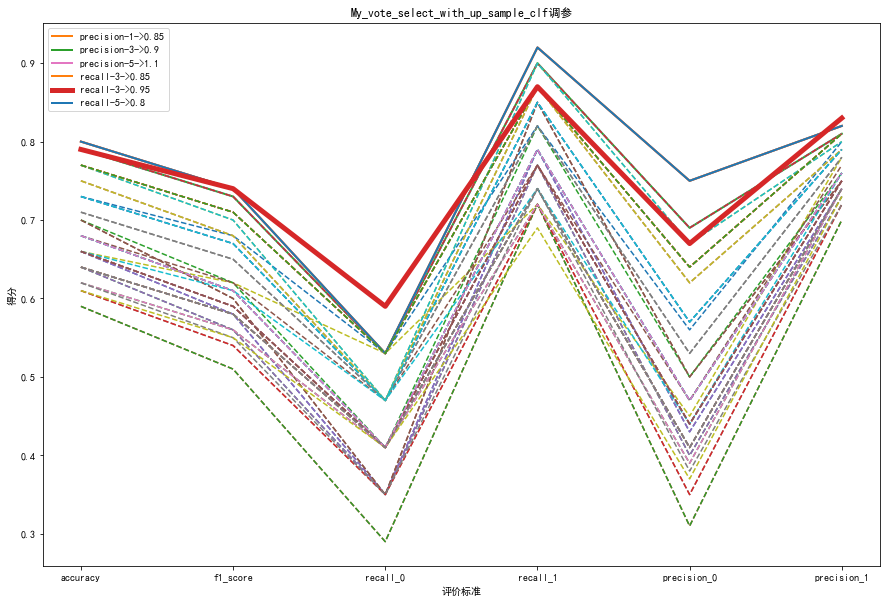 My_vote_select_with_up_sample_clf调参
precision-1->0.85
precision-3->0.9
precision-5->1.1
recall-3->0.85
recall-3->0.95
recall-5->0.8
得分
0.9
0.8
0.7
0.6
0.5
0.4
0.3
accuracy f1_score recall_0 recall_1 precision_0 precision_1
评价标准